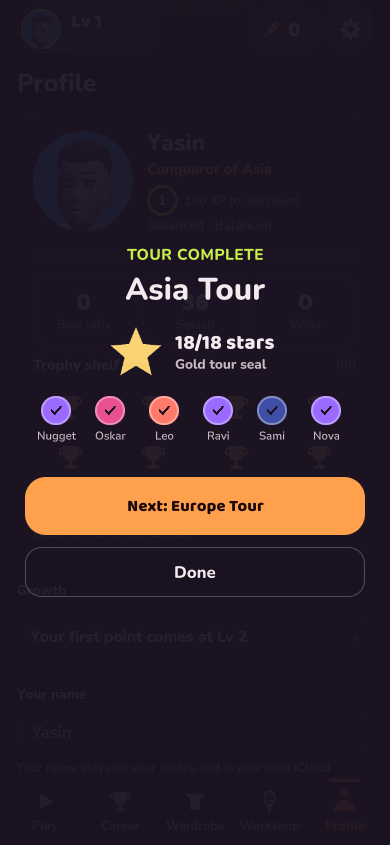 Lv 1
0
Profile
Yasin
Conqueror of Asia
1
100 XP to next level
Balanced · Balanced
TOUR COMPLETE
Asia Tour
0
36
0
Best rally
Smash
Wins
18/18 stars
Gold tour seal
Trophy shelf
8/8
Nugget
Oskar
Leo
Ravi
Sami
Nova
Next: Europe Tour
Done
Growth
Your first point comes at Lv 2
Your name
Yasin
Your name stays on your device and in your own iCloud
Play
Career
Wardrobe
Workshop
Profile